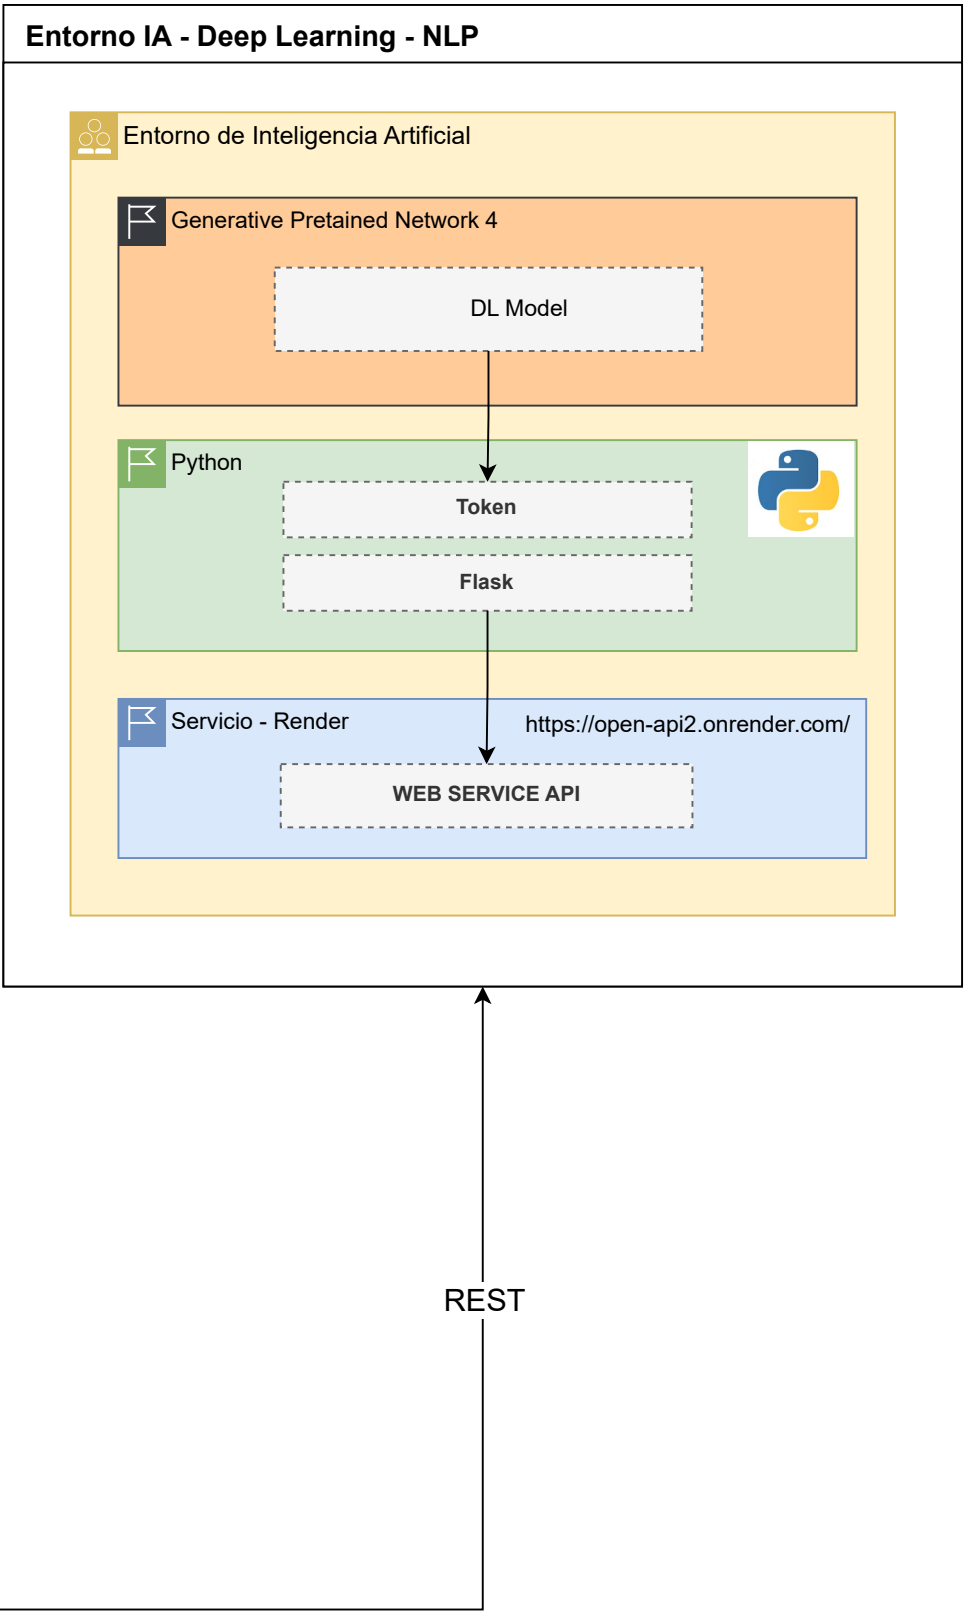 Entorno IA - Deep Learning - NLP
Entorno de Inteligencia Artificial
Generative Pretained Network 4
DL Model
Python
Token
Flask
Servicio - Render
https://open-api2.onrender.com/
WEB SERVICE API
REST